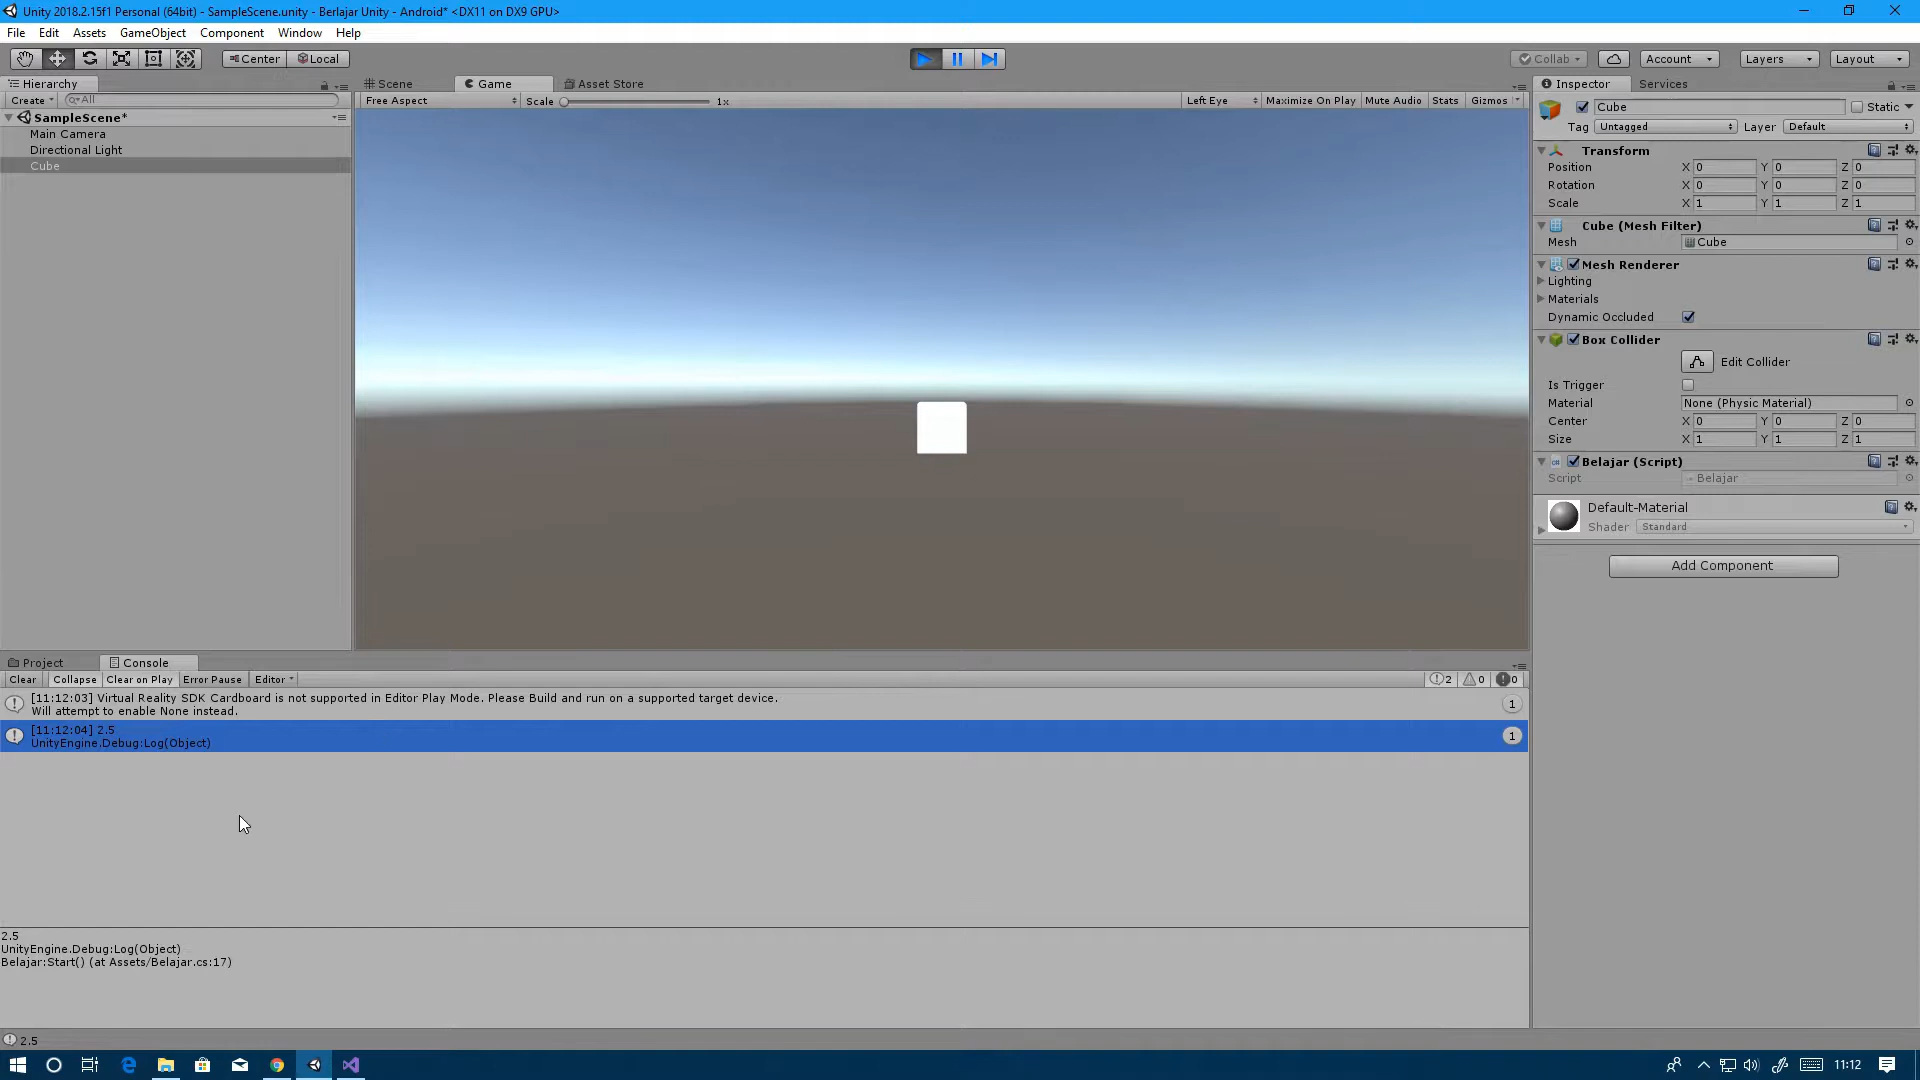 Unity 2018.2.15f1 Personal (64bit) - SampleScene.unity - Berlajar Unity - Android* <DX11 on DX9 GPU>
File Edit Assets GameObject Component Window Help
Center Local
Collab Account Layers Layout
Hierarchy
Create All
SampleScene*
Main Camera
Directional Light
Cube
Scene Game Asset Store
Free Aspect Scale 1x Left Eye Maximize On Play Mute Audio Stats Gizmos
Inspector Services
Cube Static
Tag Untagged Layer Default
Transform
Position X 0 Y 0 Z 0
Rotation X 0 Y 0 Z 0
Scale X 1 Y 1 Z 1
Cube (Mesh Filter)
Mesh Cube
Mesh Renderer
Lighting
Materials
Dynamic Occluded
Box Collider
Edit Collider
Is Trigger
Material None (Physic Material)
Center X 0 Y 0 Z 0
Size X 1 Y 1 Z 1
Belajar (Script)
Script Belajar
Default-Material
Shader Standard
Add Component
Project Console
Clear Collapse Clear on Play Error Pause Editor 2 0 0
[11:12:03] Virtual Reality SDK Cardboard is not supported in Editor Play Mode. Please Build and run on a supported target device.
Will attempt to enable None instead. 1
[11:12:04] 2.5
UnityEngine.Debug:Log(Object) 1
2.5
UnityEngine.Debug:Log(Object)
Belajar:Start() (at Assets/Belajar.cs:17)
2.5
11:12